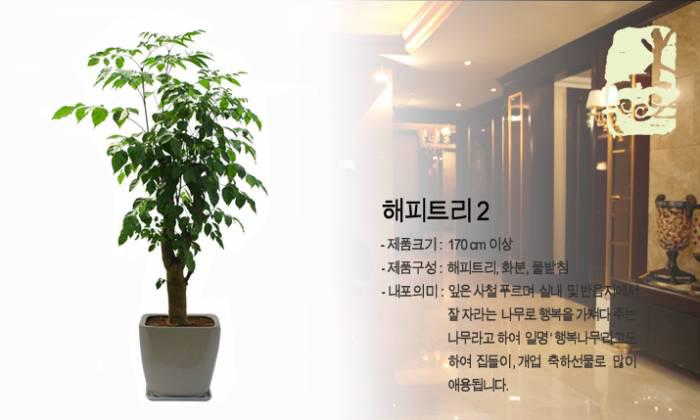 해피트리 2
- 제품크기 : 170 cm 이상
- 제품구성 : 해피트리, 화분, 물받침
- 내포의미 : 잎은 사철 푸르며 실내 및 반음지에서
잘 자라는 나무로 행복을 가져다 주는
나무라고 하여 일명 ' 행복나무'라고도
하여 집들이, 개업 축하선물로 많이
애용됩니다.